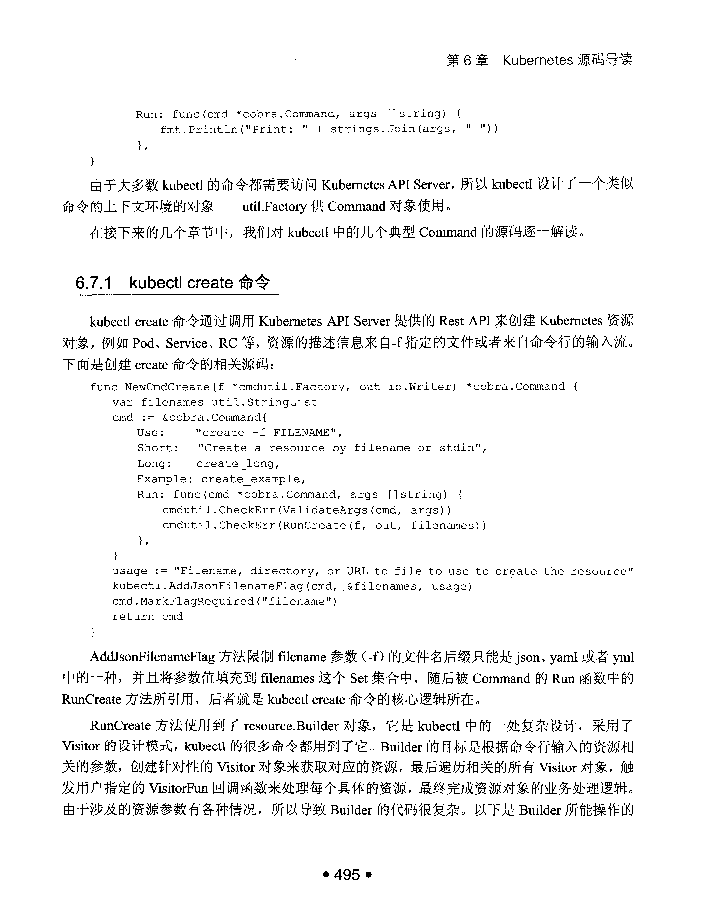 第 6 章 Kubernetes 源码导读
Run: func(cmd *cobra.Command, args []string) {
fmt.Println("Print: " + strings.Join(args, " "))
},
}
由于大多数 kubectl 的命令都需要访问 Kubernetes API Server，所以 kubectl 设计了一个类似
命令的上下文环境的对象——util.Factory 供 Command 对象使用。
在接下来的几个章节中，我们对 kubectl 中的几个典型 Command 的源码逐一解读。
6.7.1 kubectl create 命令
kubectl create 命令通过调用 Kubernetes API Server 提供的 Rest API 来创建 Kubernetes 资源
对象，例如 Pod、Service、RC 等，资源的描述信息来自-f 指定的文件或者来自命令行的输入流。
下面是创建 create 命令的相关源码：
func NewCmdCreate(f *cmdutil.Factory, out io.Writer) *cobra.Command {
var filenames util.StringList
cmd := &cobra.Command{
Use: "create -f FILENAME",
Short: "Create a resource by filename or stdin",
Long: create_long,
Example: create_example,
Run: func(cmd *cobra.Command, args []string) {
cmdutil.CheckErr(ValidateArgs(cmd, args))
cmdutil.CheckErr(RunCreate(f, out, filenames))
},
}
usage := "Filename, directory, or URL to file to use to create the resource"
kubectl.AddJsonFilenameFlag(cmd, &filenames, usage)
cmd.MarkFlagRequired("filename")
return cmd
}
AddJsonFilenameFlag 方法限制 filename 参数（-f）的文件名后缀只能是 json、yaml 或者 yml
中的一种，并且将参数值填充到 filenames 这个 Set 集合中，随后被 Command 的 Run 函数中的
RunCreate 方法所引用，后者就是 kubectl create 命令的核心逻辑所在。
RunCreate 方法使用到了 resource.Builder 对象，它是 kubectl 中的一处复杂设计，采用了
Visitor 的设计模式，kubectl 的很多命令都用到了它。Builder 的目标是根据命令行输入的资源相
关的参数，创建针对性的 Visitor 对象来获取对应的资源，最后遍历相关的所有 Visitor 对象，触
发用户指定的 VisitorFun 回调函数来处理每个具体的资源，最终完成资源对象的业务处理逻辑。
由于涉及的资源参数有各种情况，所以导致 Builder 的代码很复杂。以下是 Builder 所能操作的
• 495 •